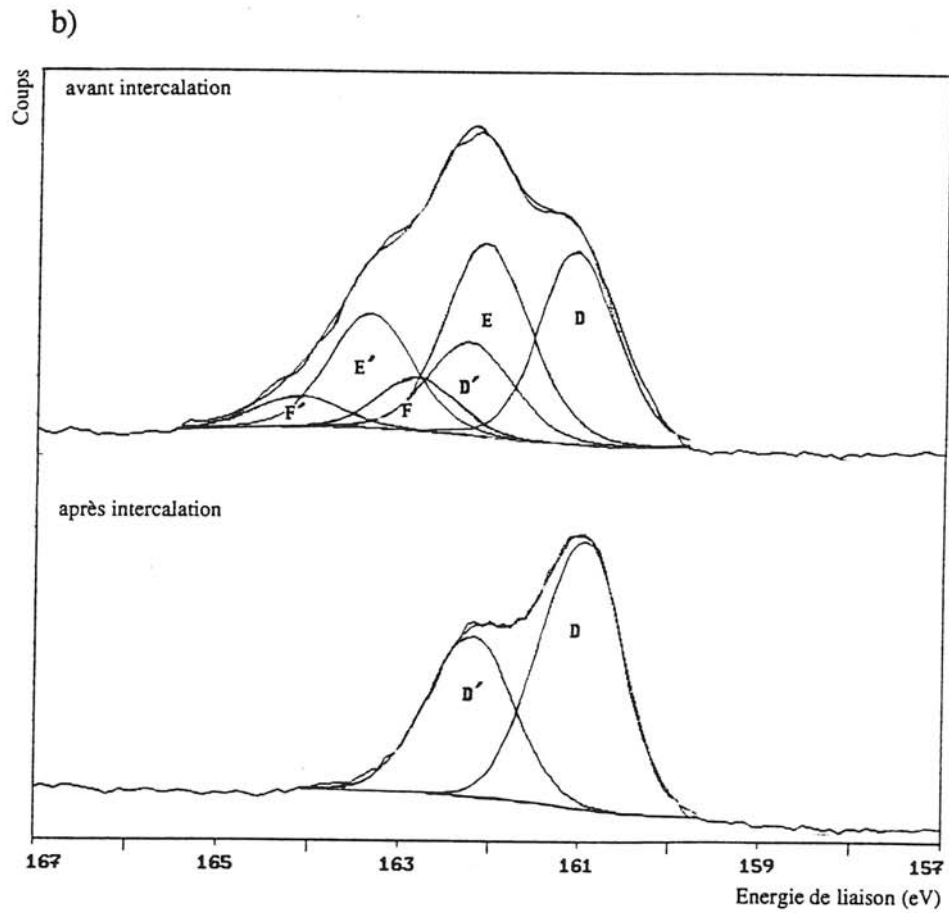 b)
Coups
avant intercalation
E
D
E′
D′
F′
F
après intercalation
D
D′
167 165 163 161 159 157
Energie de liaison (eV)